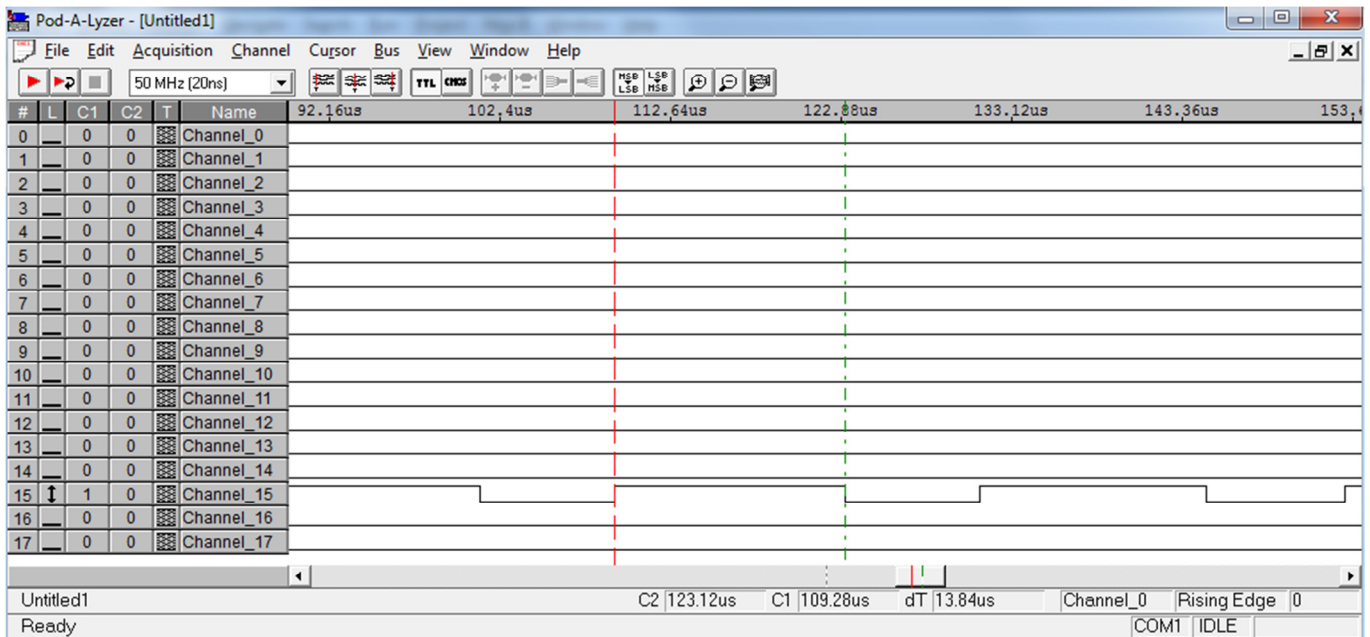 Pod-A-Lyzer - [Untitled1]
File Edit Acquisition Channel Cursor Bus View Window Help
50 MHz (20ns) TTL CMOS MSB LSB LSB MSB
# L C1 C2 T Name 92.16us 102.4us 112.64us 122.88us 133.12us 143.36us
0 0 0 Channel_0
1 0 0 Channel_1
2 0 0 Channel_2
3 0 0 Channel_3
4 0 0 Channel_4
5 0 0 Channel_5
6 0 0 Channel_6
7 0 0 Channel_7
8 0 0 Channel_8
9 0 0 Channel_9
10 0 0 Channel_10
11 0 0 Channel_11
12 0 0 Channel_12
13 0 0 Channel_13
14 0 0 Channel_14
15 1 0 Channel_15
16 0 0 Channel_16
17 0 0 Channel_17
Untitled1 C2 123.12us C1 109.28us dT 13.84us Channel_0 Rising Edge 0
Ready COM1 IDLE